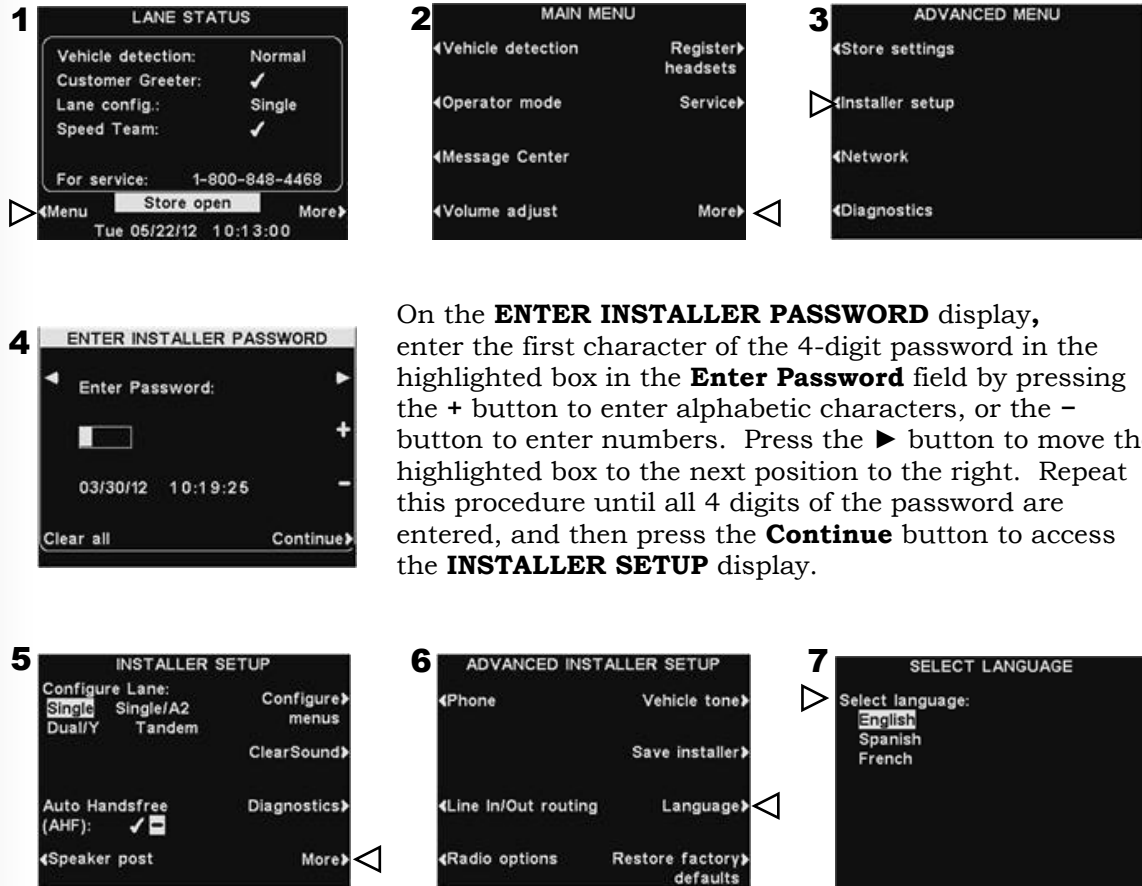 1
LANE STATUS
Vehicle detection: Normal
Customer Greeter: ✓
Lane config.: Single
Speed Team: ✓
For service: 1-800-848-4468
Store open
◀Menu More▶
Tue 05/22/12 10:13:00
2
MAIN MENU
◀Vehicle detection Register▶
headsets
◀Operator mode Service▶
◀Message Center
◀Volume adjust More▶
3
ADVANCED MENU
◀Store settings
◀Installer setup
◀Network
◀Diagnostics
4
ENTER INSTALLER PASSWORD
◀ Enter Password: ▶
+
03/30/12 10:19:25 −
Clear all Continue▶
On the ENTER INSTALLER PASSWORD display,
enter the first character of the 4-digit password in the
highlighted box in the Enter Password field by pressing
the + button to enter alphabetic characters, or the −
button to enter numbers. Press the ► button to move th
highlighted box to the next position to the right. Repeat
this procedure until all 4 digits of the password are
entered, and then press the Continue button to access
the INSTALLER SETUP display.
5
INSTALLER SETUP
Configure Lane: Configure▶
Single Single/A2 menus
Dual/Y Tandem
ClearSound▶
Auto Handsfree Diagnostics▶
(AHF): ✓ −
◀Speaker post More▶
6
ADVANCED INSTALLER SETUP
◀Phone Vehicle tone▶
Save installer▶
◀Line In/Out routing Language▶
◀Radio options Restore factory▶
defaults
7
SELECT LANGUAGE
Select language:
English
Spanish
French